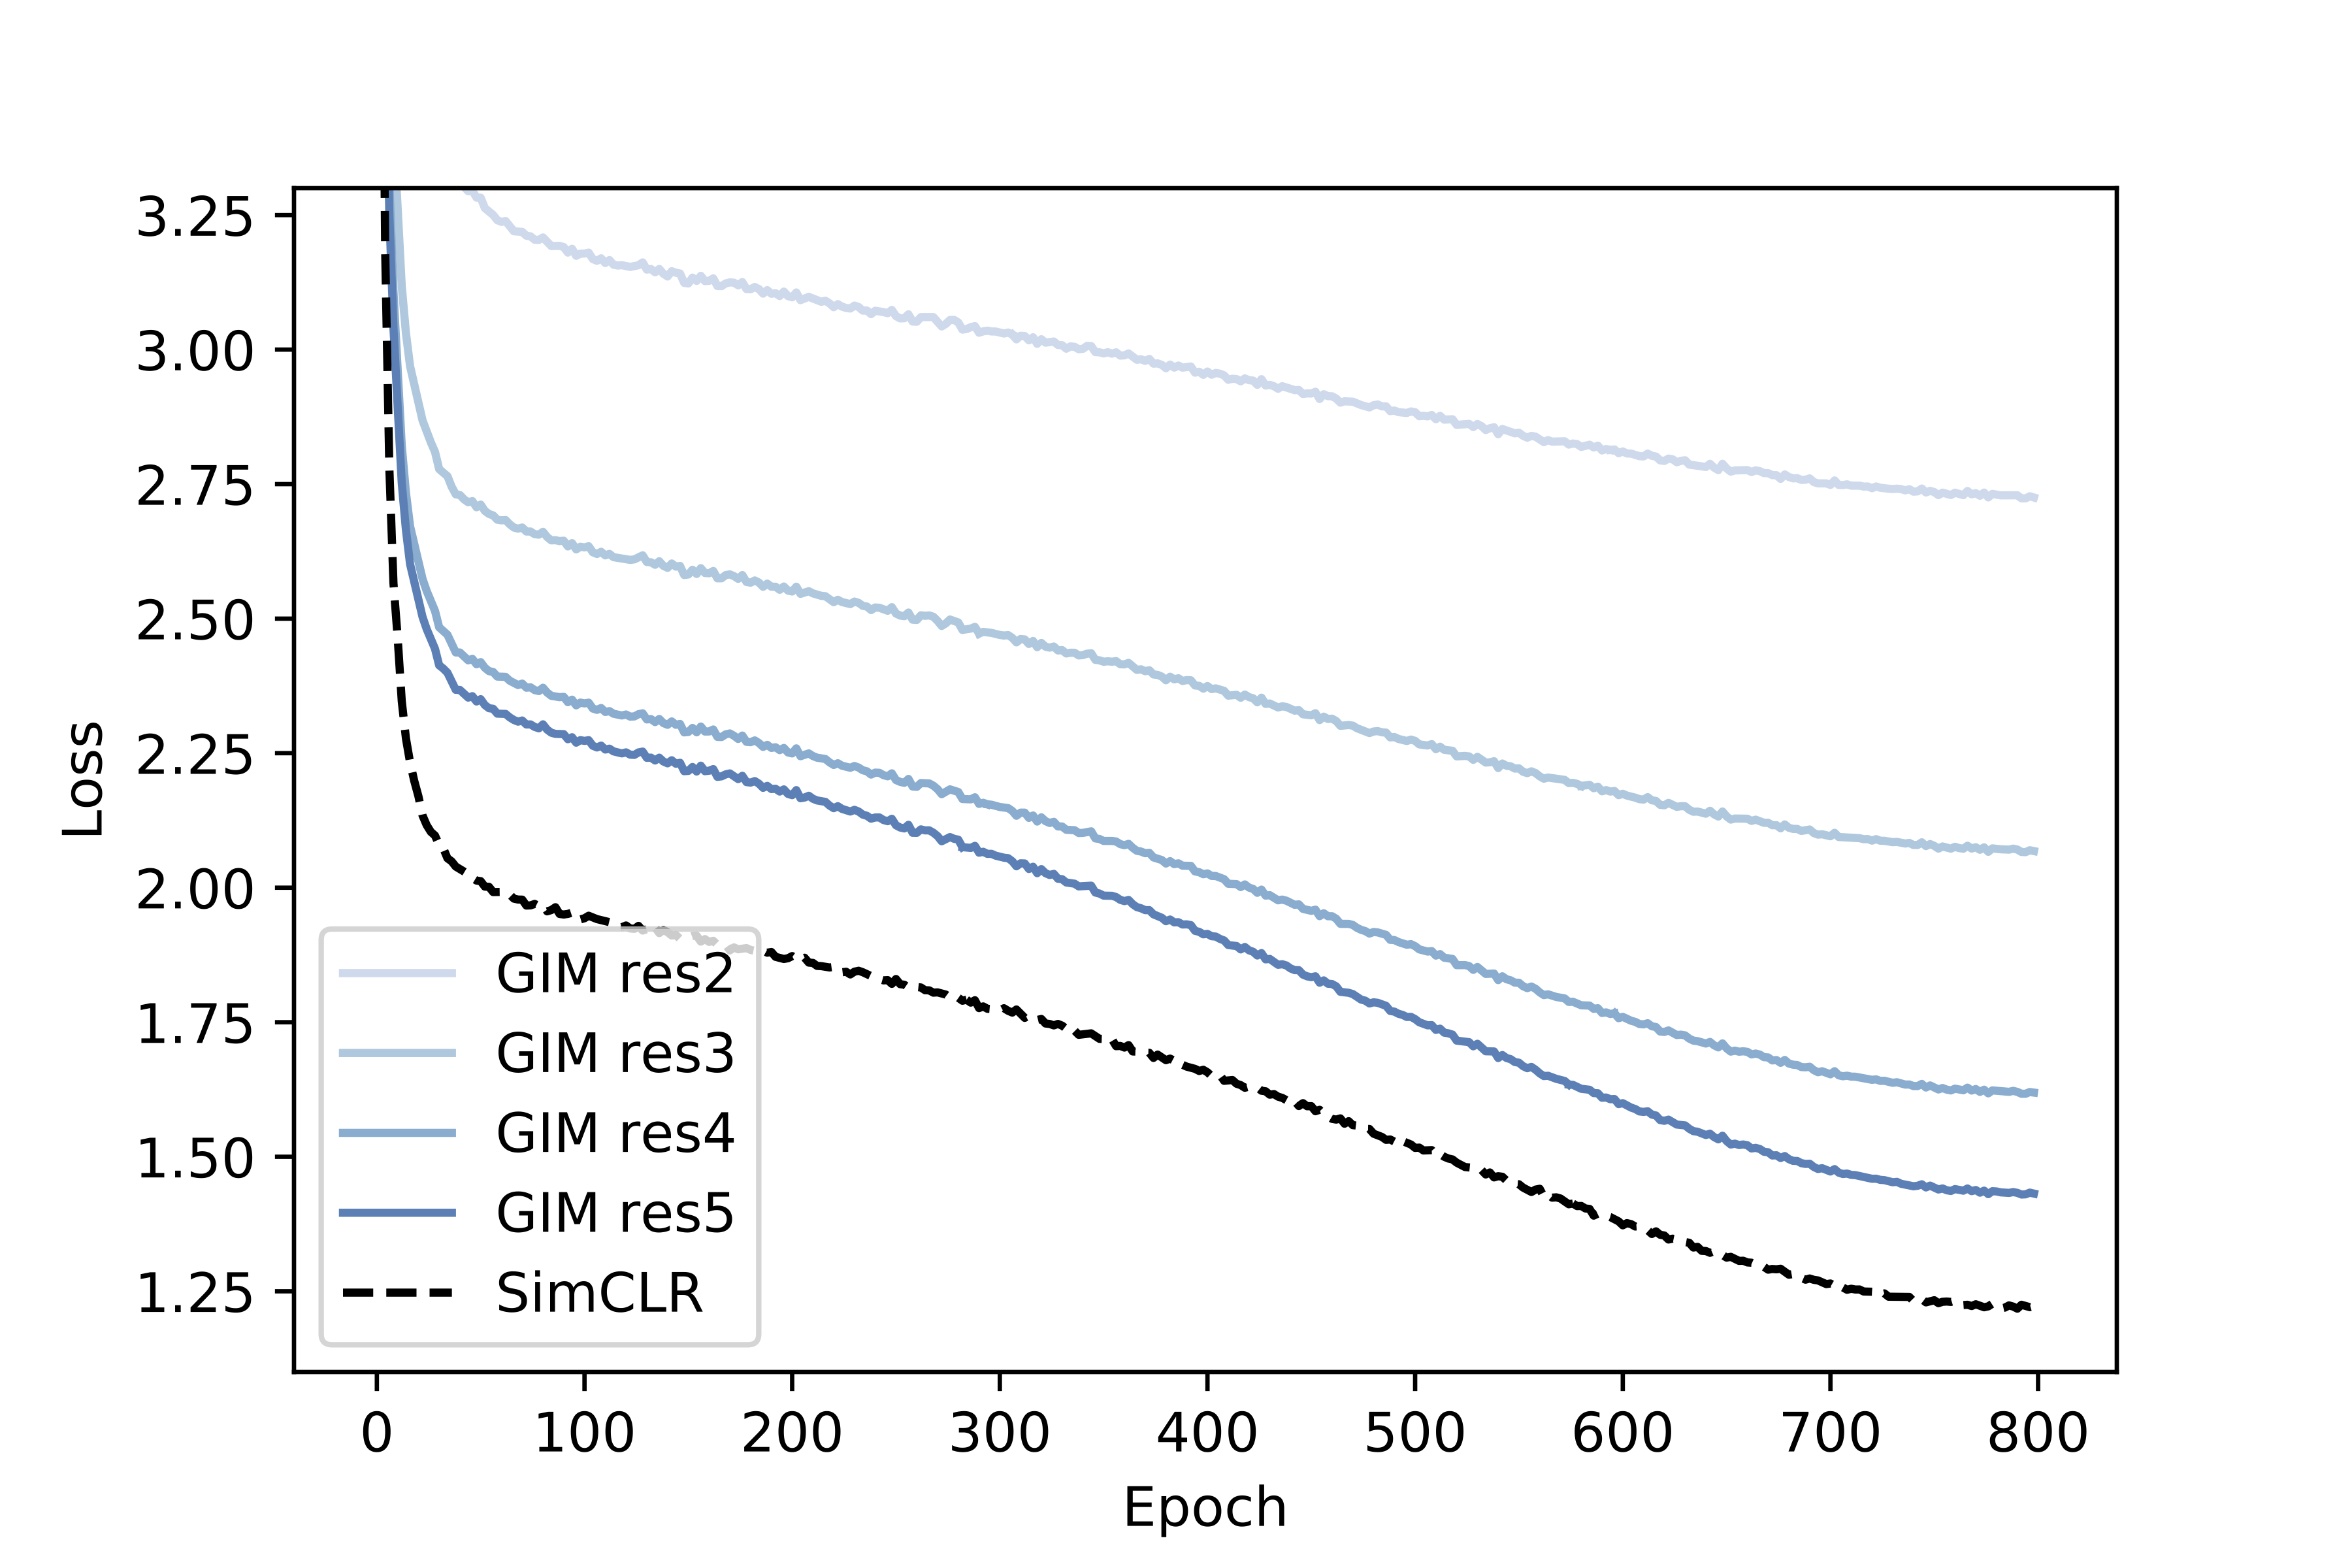 3.25
3.00
2.75
2.50
2.25
2.00
1.75
1.50
1.25
Loss
GIM res2
GIM res3
GIM res4
GIM res5
SimCLR
0 100 200 300 400 500 600 700 800
Epoch